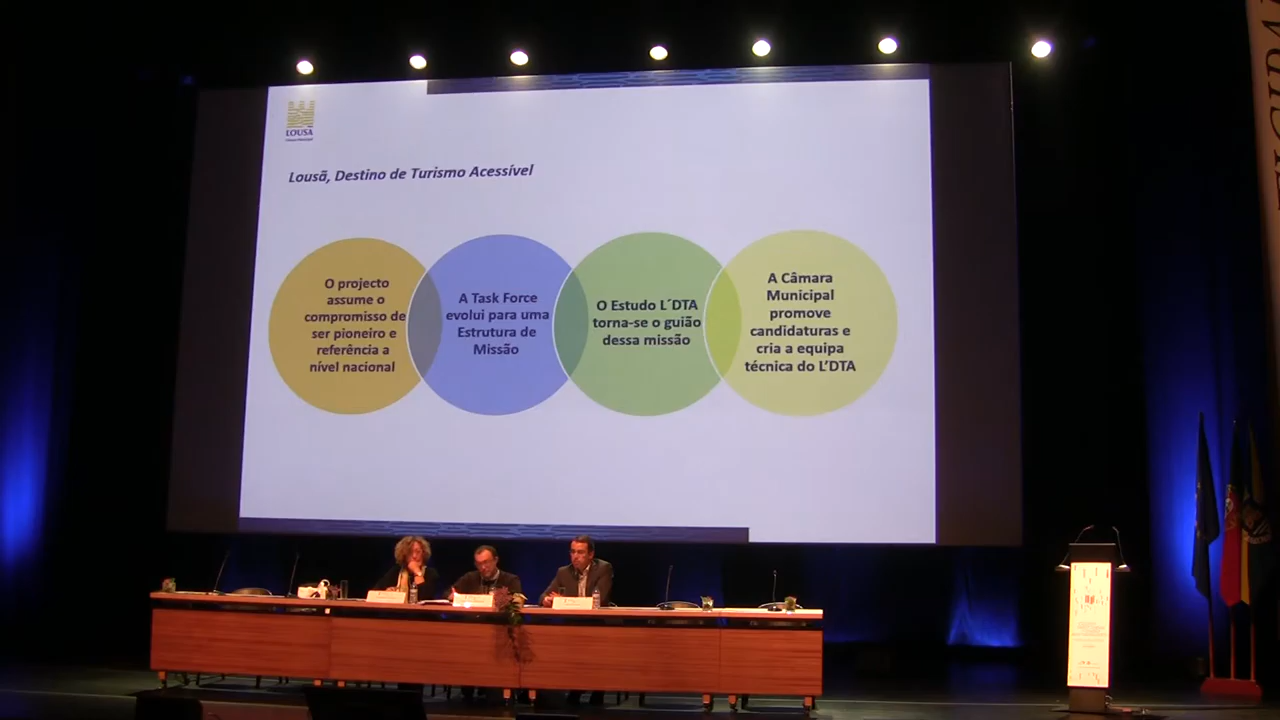 LOUSÃ
Lousã, Destino de Turismo Acessível
O projecto
assume o
compromisso de
ser pioneiro e
referência a
nível nacional
A Task Force
evolui para uma
Estrutura de
Missão
O Estudo L´DTA
torna-se o guião
dessa missão
A Câmara
Municipal
promove
candidaturas e
cria a equipa
técnica do L’DTA